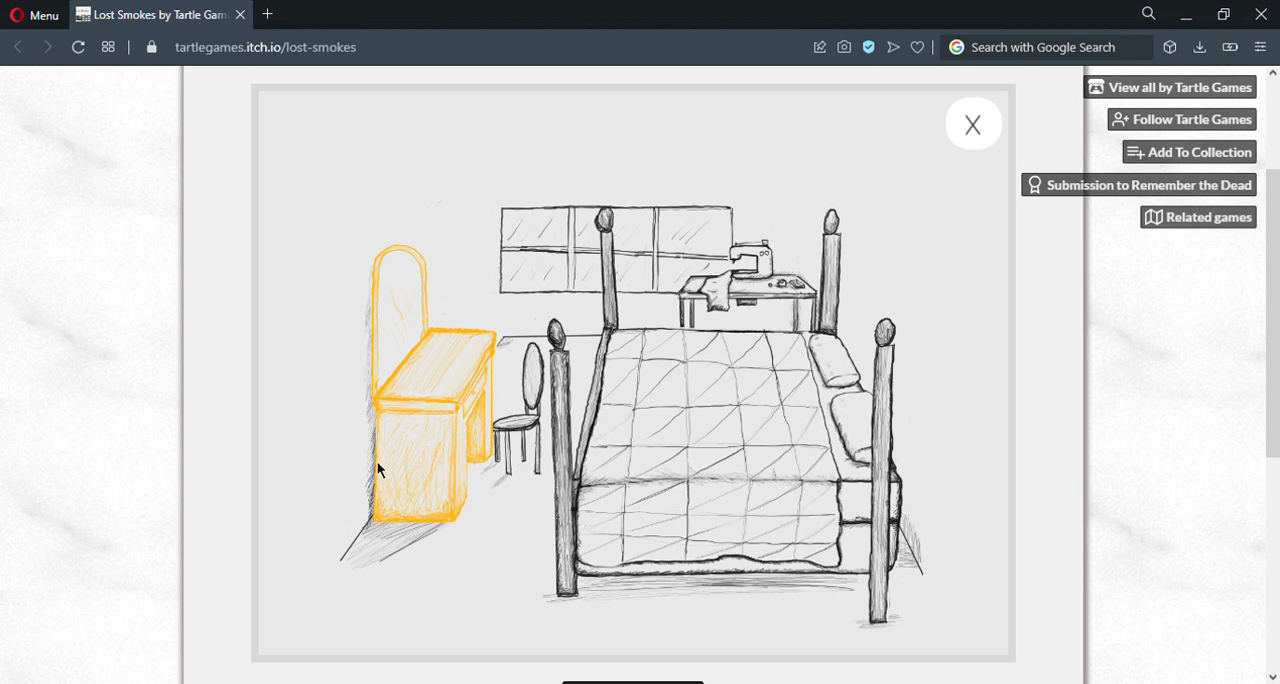 Menu
Lost Smokes by Tartle Gam
tartlegames.itch.io/lost-smokes
Search with Google Search
X
View all by Tartle Games
Follow Tartle Games
Add To Collection
Submission to Remember the Dead
Related games